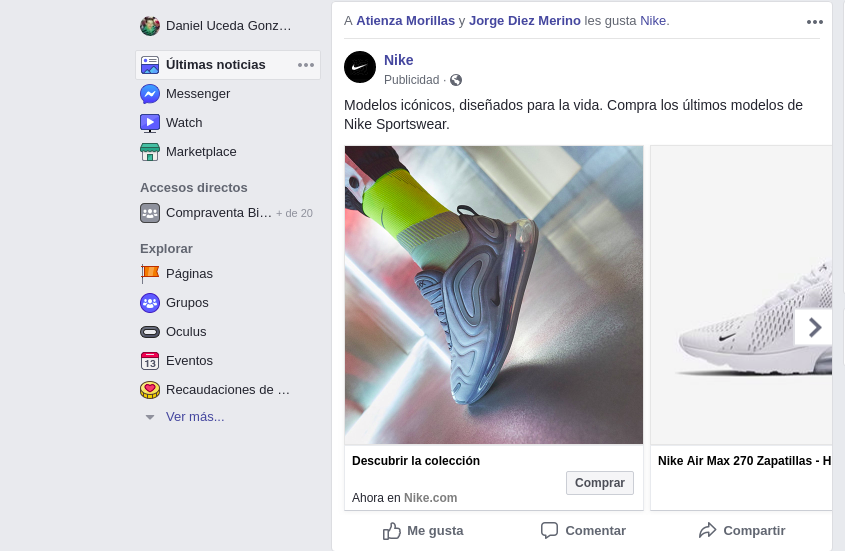 Daniel Uceda Gonz…
Últimas noticias
Messenger
Watch
Marketplace
Accesos directos
Compraventa Bi… + de 20
Explorar
Páginas
Grupos
Oculus
13 Eventos
Recaudaciones de …
Ver más...
A Atienza Morillas y Jorge Diez Merino les gusta Nike.
Nike
Publicidad ·
Modelos icónicos, diseñados para la vida. Compra los últimos modelos de
Nike Sportswear.
Descubrir la colección
Comprar
Ahora en Nike.com
Nike Air Max 270 Zapatillas - H
Me gusta Comentar Compartir